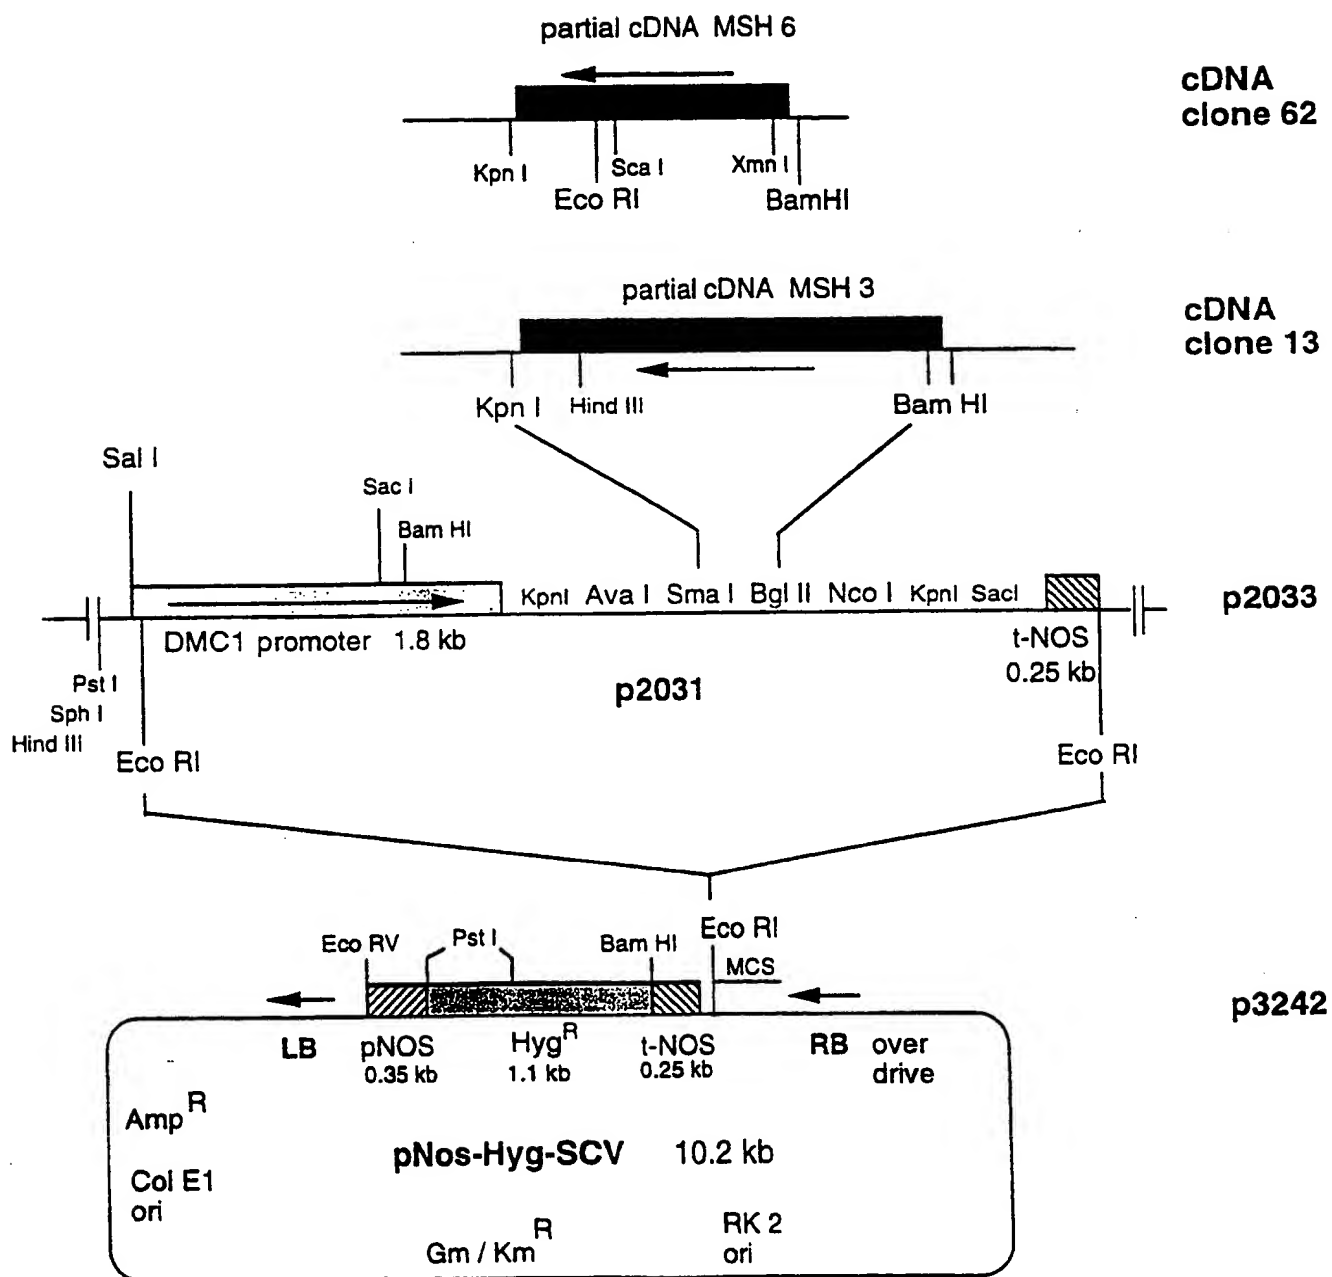 partial cDNA MSH 6
cDNA
clone 62
Kpn I
Sca I
Xmn I
Eco RI
BamHI
partial cDNA MSH 3
cDNA
clone 13
Kpn I
Hind III
Bam HI
Sal I
Sac I
Bam HI
KpnI Ava I Sma I Bgl II Nco I KpnI SacI
p2033
DMC1 promoter 1.8 kb
t-NOS
0.25 kb
p2031
Pst I
Sph I
Hind III
Eco RI
Eco RI
Eco RI
Eco RV
Pst I
Bam HI
MCS
p3242
LB
pNOS
0.35 kb
Hyg R
1.1 kb
t-NOS
0.25 kb
RB
over
drive
Amp R
pNos-Hyg-SCV 10.2 kb
Col E1
ori
Gm / Km R
RK 2
ori